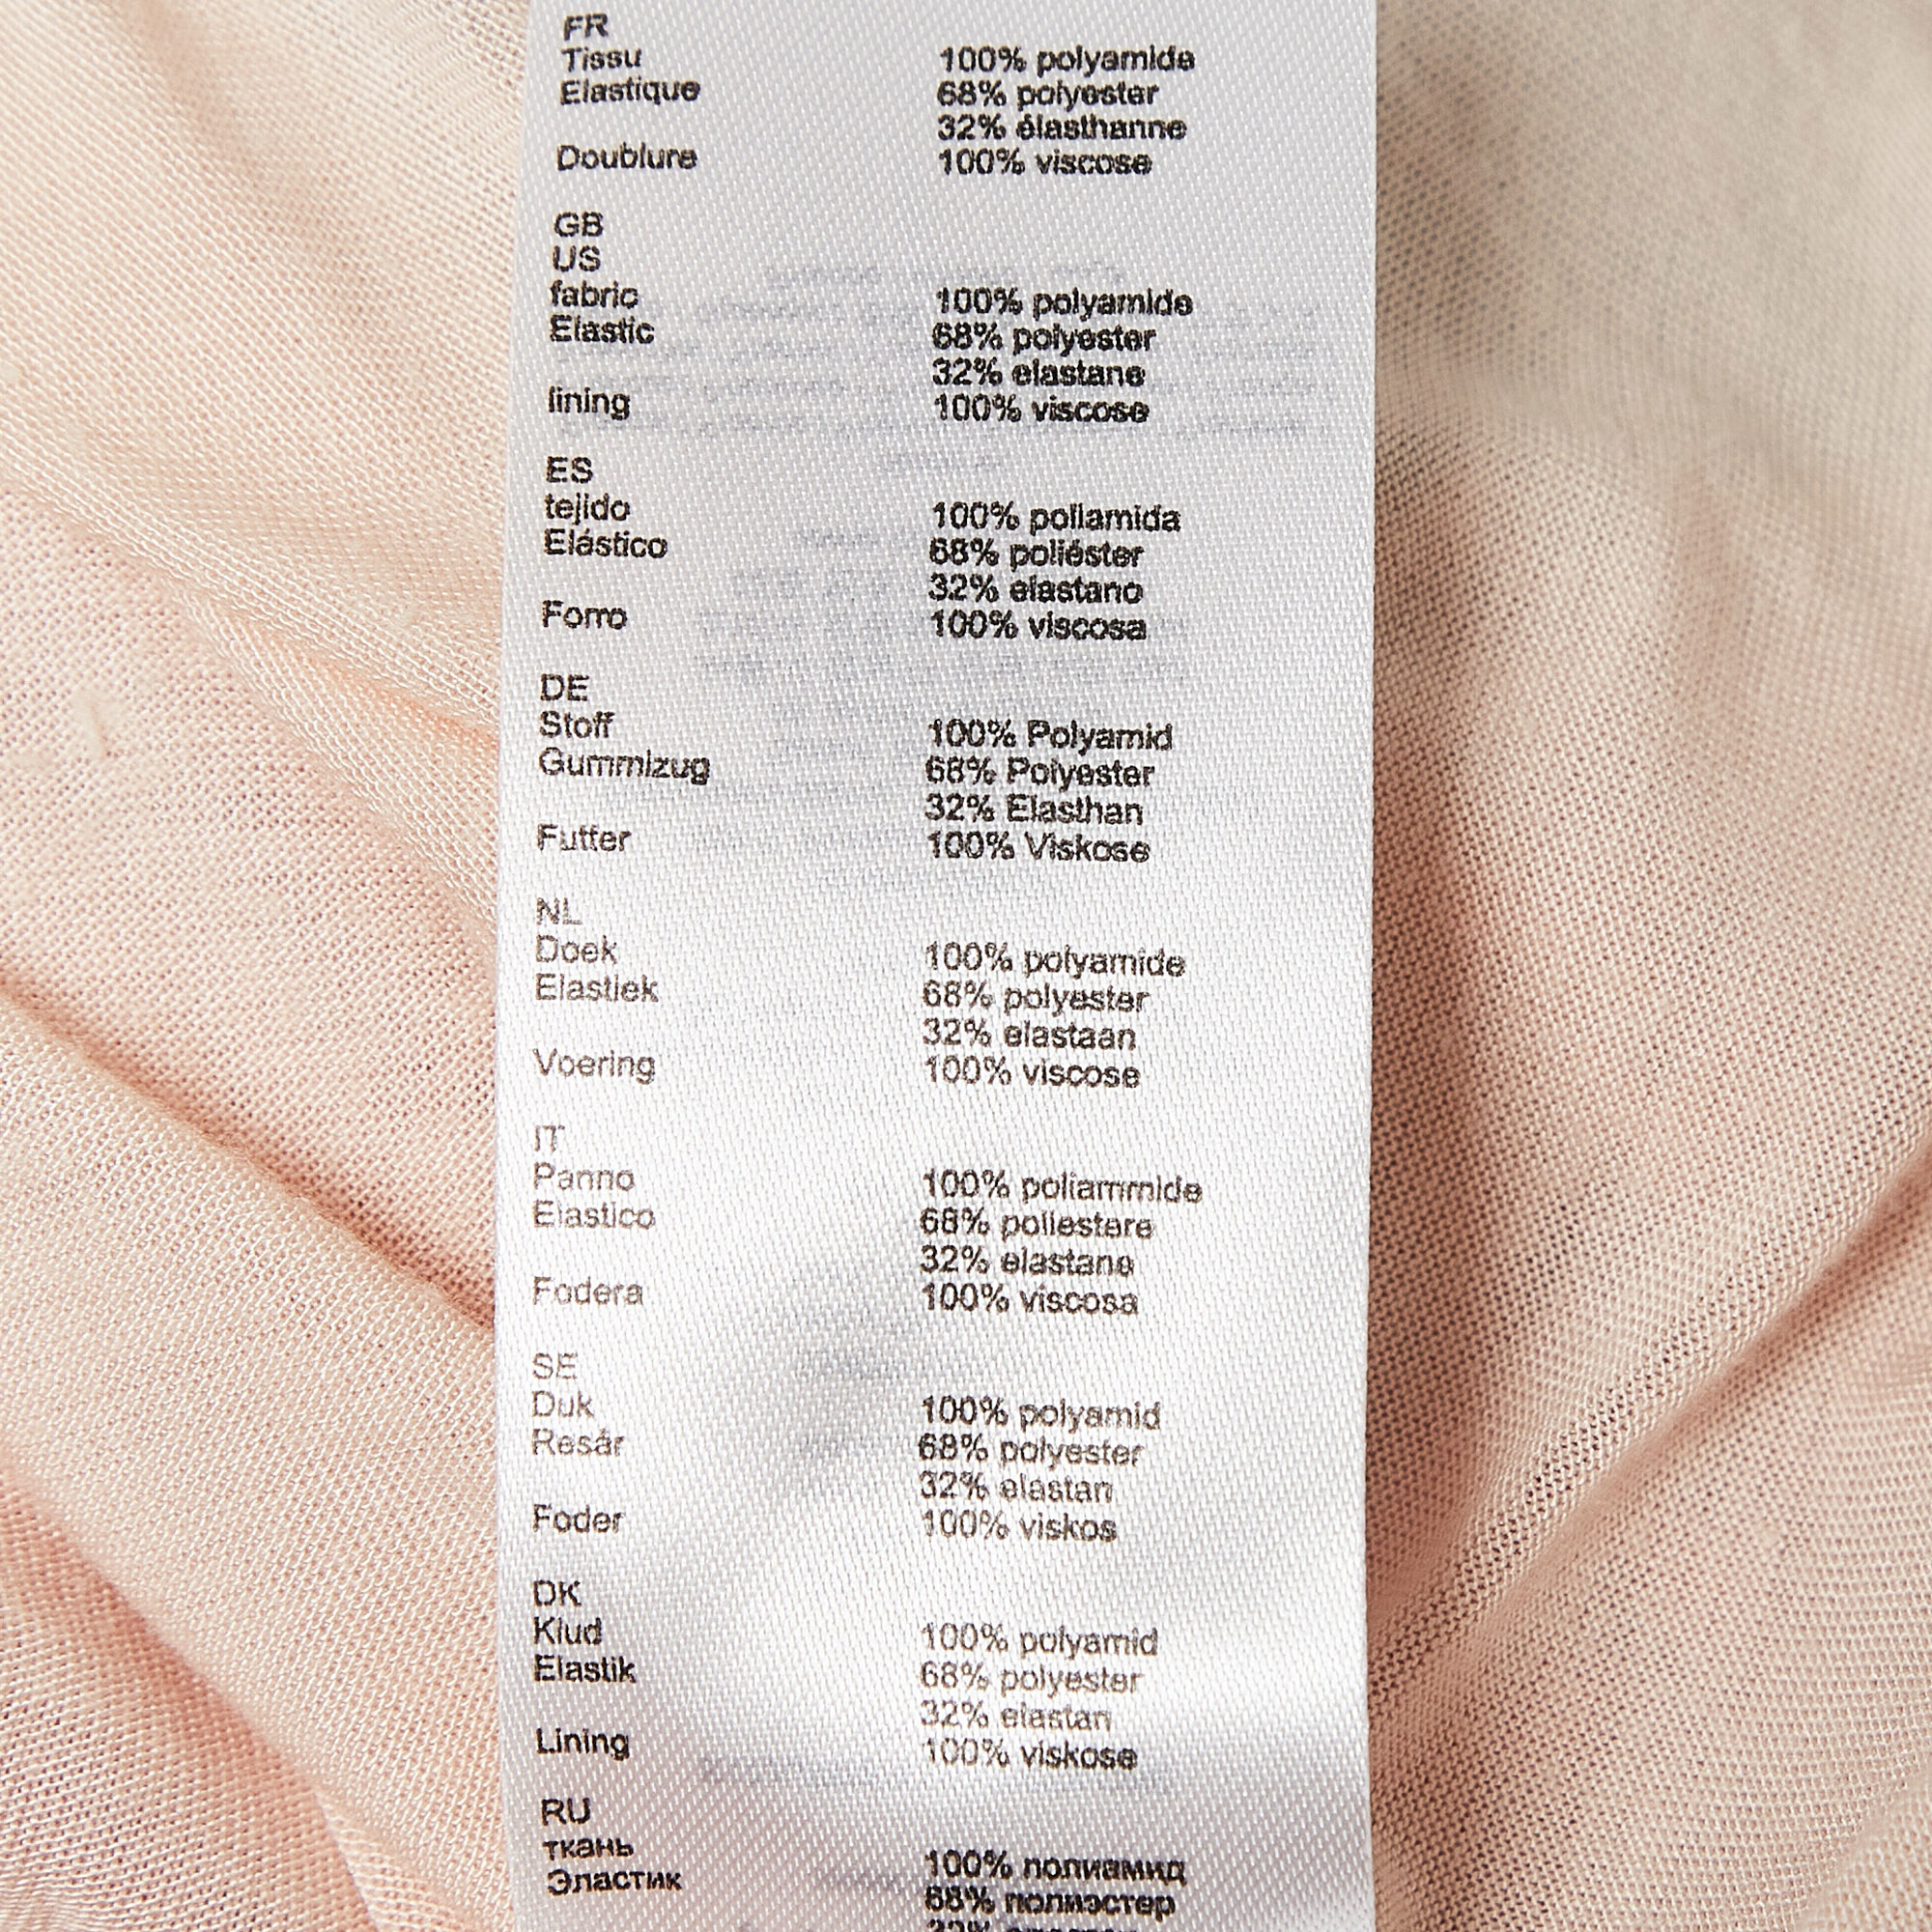 FR
Tissu 100% polyamide
Elastique 68% polyester
32% élasthanne
Doublure 100% viscose
GB
US
fabric 100% polyamide
Elastic 68% polyester
32% elastane
lining 100% viscose
ES
tejido 100% poliamida
Elástico 68% poliéster
32% elastano
Forro 100% viscosa
DE
Stoff 100% Polyamid
Gummizug 68% Polyester
32% Elasthan
Futter 100% Viskose
NL
Doek 100% polyamide
Elastiek 68% polyester
32% elastaan
Voering 100% viscose
IT
Panno 100% poliammide
Elastico 68% poliestere
32% elastane
Fodera 100% viscosa
SE
Duk 100% polyamid
Resår 68% polyester
32% elastan
Foder 100% viskos
DK
Klud 100% polyamid
Elastik 68% polyester
32% elastan
Lining 100% viskose
RU
ткань 100% полиамид
Эластик 68% полиэстер
32%